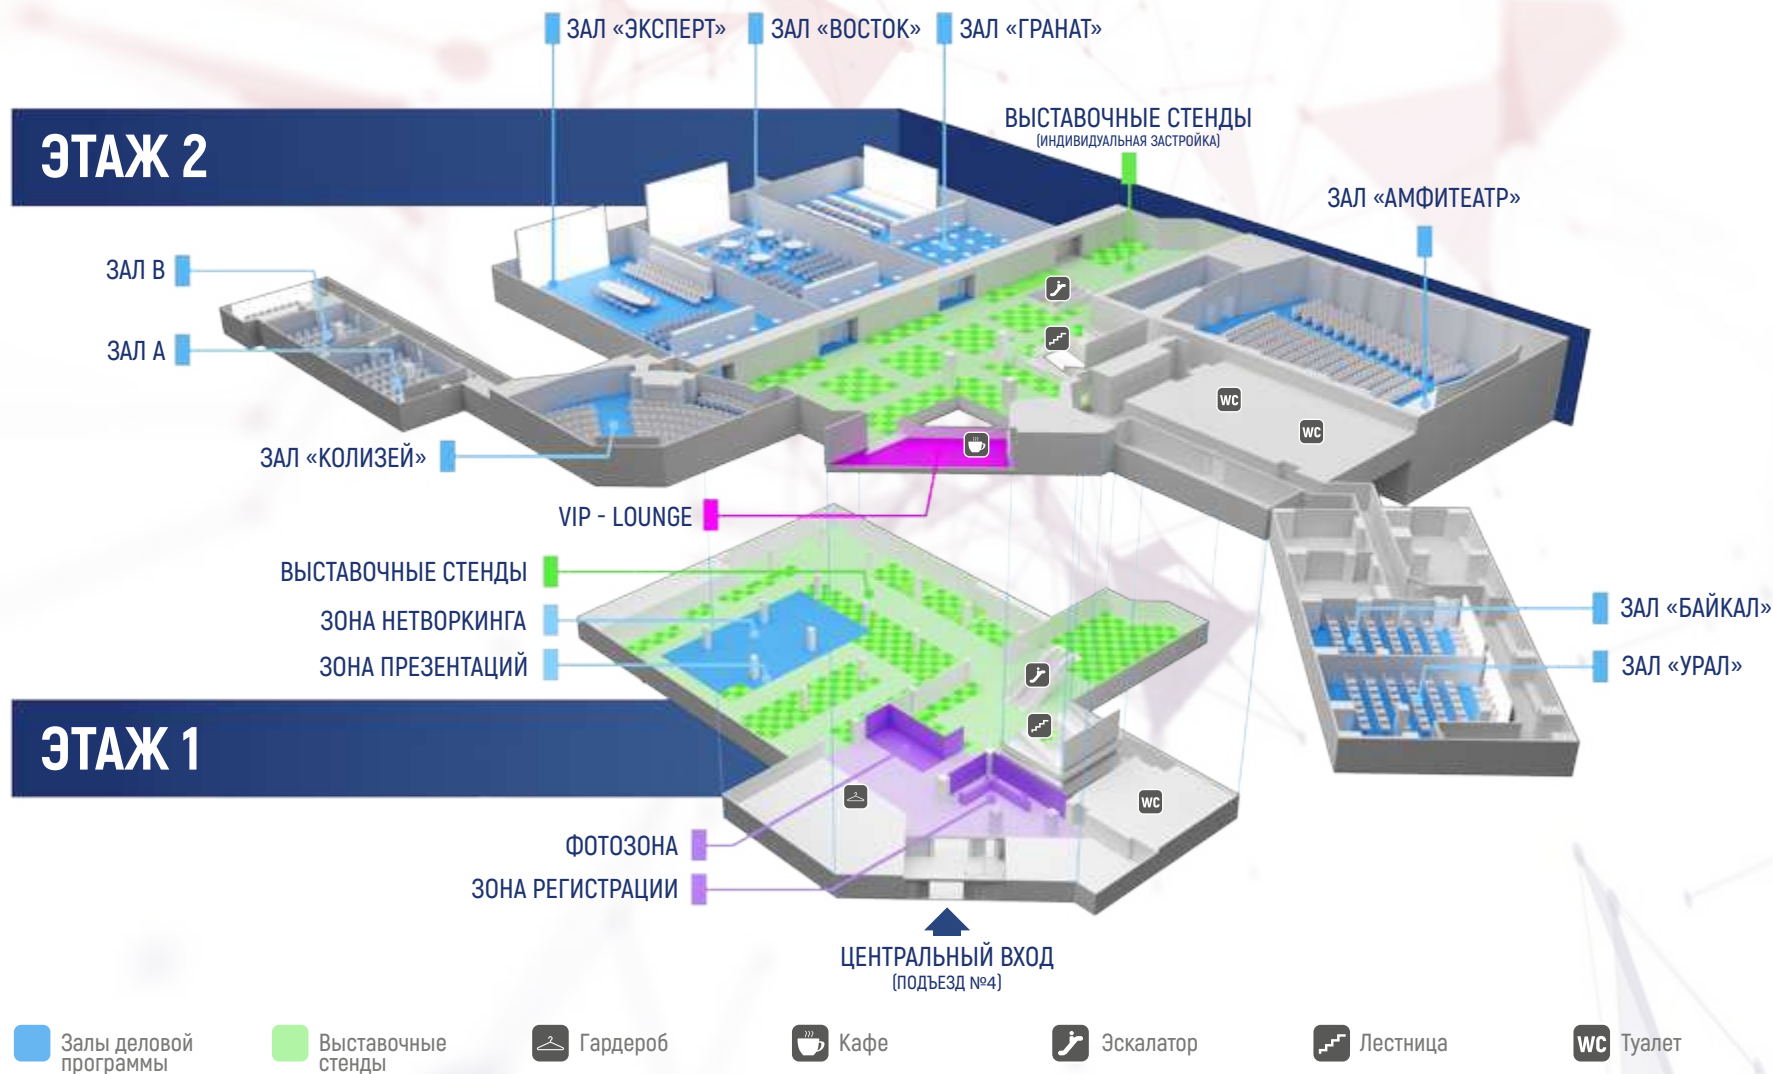 ЗАЛ «ЭКСПЕРТ»
ЗАЛ «ВОСТОК»
ЗАЛ «ГРАНАТ»
ВЫСТАВОЧНЫЕ СТЕНДЫ
(ИНДИВИДУАЛЬНАЯ ЗАСТРОЙКА)
ЭТАЖ 2
ЗАЛ «АМФИТЕАТР»
ЗАЛ В
ЗАЛ А
WC
WC
ЗАЛ «КОЛИЗЕЙ»
VIP - LOUNGE
ВЫСТАВОЧНЫЕ СТЕНДЫ
ЗОНА НЕТВОРКИНГА
ЗОНА ПРЕЗЕНТАЦИЙ
ЗАЛ «БАЙКАЛ»
ЗАЛ «УРАЛ»
ЭТАЖ 1
WC
ФОТОЗОНА
ЗОНА РЕГИСТРАЦИИ
ЦЕНТРАЛЬНЫЙ ВХОД
(ПОДЪЕЗД №4)
Залы деловой
программы
Выставочные
стенды
Гардероб
Кафе
Эскалатор
Лестница
WC Туалет